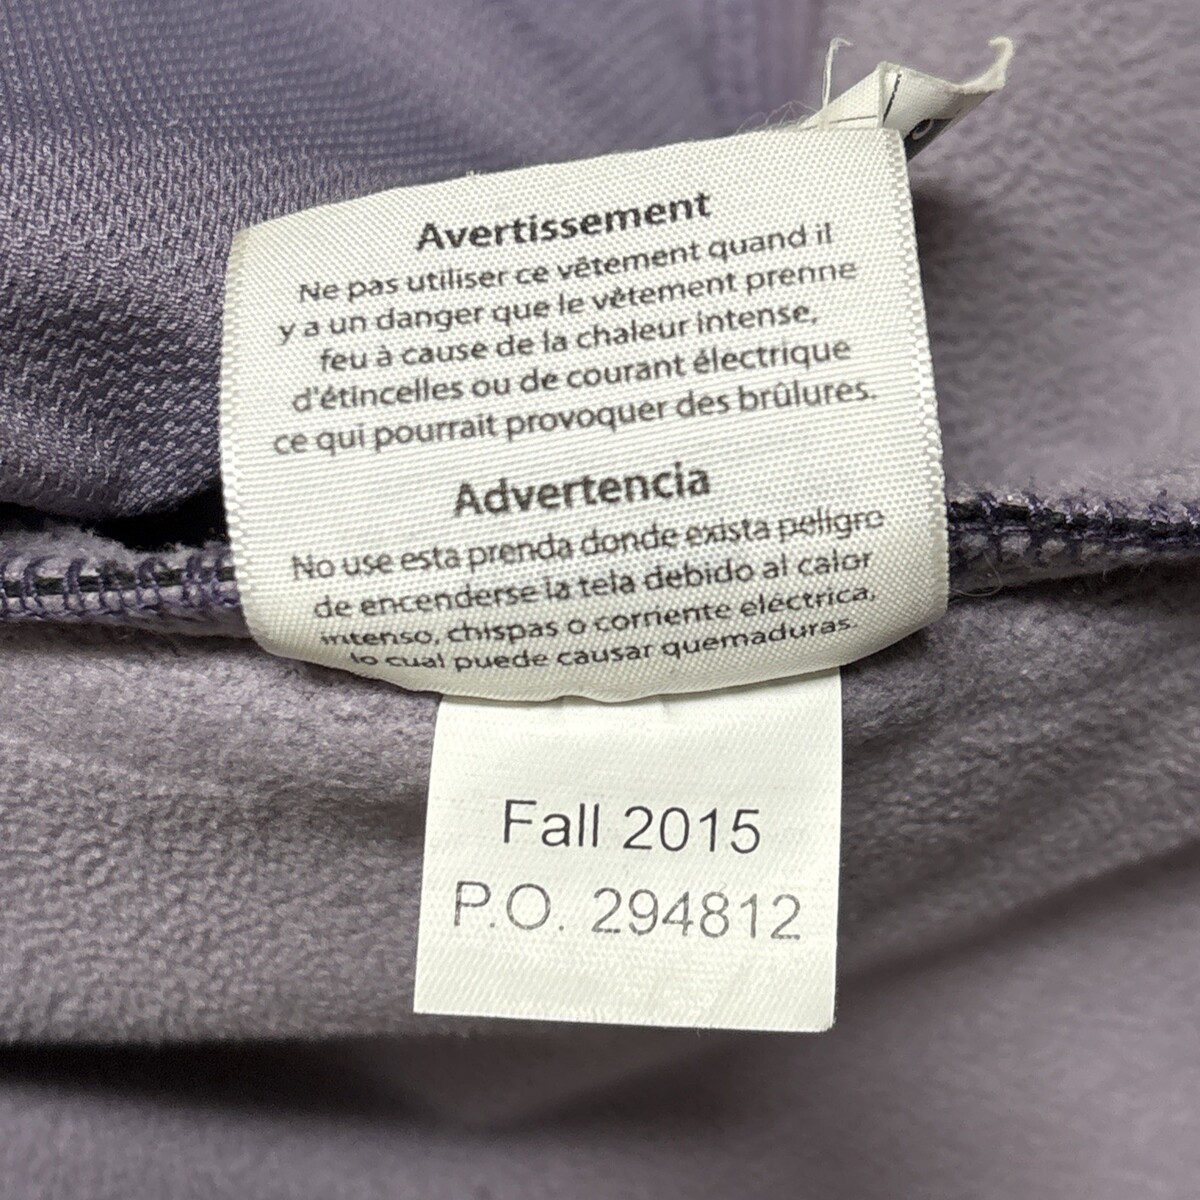 Avertissement
Ne pas utiliser ce vêtement quand il
y a un danger que le vêtement prenne
feu à cause de la chaleur intense,
d'étincelles ou de courant électrique
ce qui pourrait provoquer des brûlures.
Advertencia
No use esta prenda donde exista peligro
de encenderse la tela debido al calor
intenso, chispas o corriente eléctrica,
lo cual puede causar quemaduras.
Fall 2015
P.O. 294812